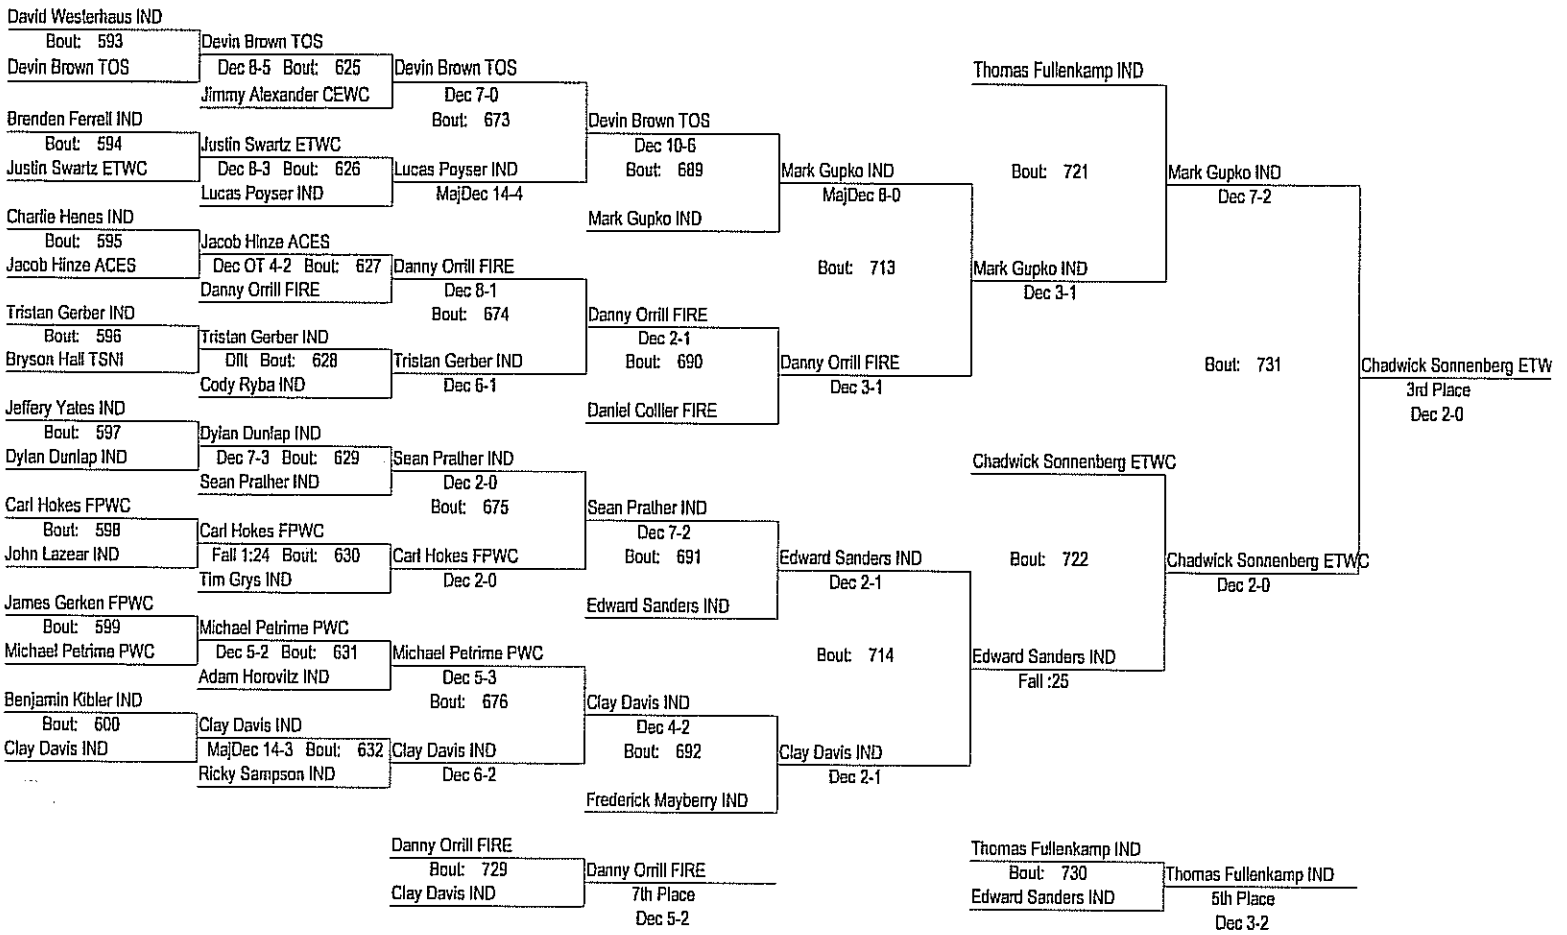 David Westerhaus IND
Bout: 593
Devin Brown TOS
Brenden Ferrell IND
Bout: 594
Justin Swartz ETWC
Charlie Henes IND
Bout: 595
Jacob Hinze ACES
Tristan Gerber IND
Bout: 596
Bryson Hall TSNI
Jeffery Yates IND
Bout: 597
Dylan Dunlap IND
Carl Hokes FPWC
Bout: 598
John Lazear IND
James Gerken FPWC
Bout: 599
Michael Petrime PWC
Benjamin Kibler IND
Bout: 600
Clay Davis IND
Devin Brown TOS
Dec 8-5 Bout: 625
Jimmy Alexander CEWC
Justin Swartz ETWC
Dec 8-3 Bout: 626
Lucas Poyser IND
Jacob Hinze ACES
Dec OT 4-2 Bout: 627
Danny Orrill FIRE
Tristan Gerber IND
Dflt Bout: 628
Cody Ryba IND
Dylan Dunlap IND
Dec 7-3 Bout: 629
Sean Prather IND
Carl Hokes FPWC
Fall 1:24 Bout: 630
Tim Grys IND
Michael Petrime PWC
Dec 5-2 Bout: 631
Adam Horovitz IND
Clay Davis IND
MajDec 14-3 Bout: 632
Ricky Sampson IND
Devin Brown TOS
Dec 7-0
Bout: 673
Lucas Poyser IND
MajDec 14-4
Danny Orrill FIRE
Dec 8-1
Bout: 674
Tristan Gerber IND
Dec 6-1
Sean Prather IND
Dec 2-0
Bout: 675
Carl Hokes FPWC
Dec 2-0
Michael Petrime PWC
Dec 5-3
Bout: 676
Clay Davis IND
Dec 6-2
Devin Brown TOS
Dec 10-6
Bout: 689
Mark Gupko IND
Danny Orrill FIRE
Dec 2-1
Bout: 690
Daniel Collier FIRE
Sean Prather IND
Dec 7-2
Bout: 691
Edward Sanders IND
Clay Davis IND
Dec 4-2
Bout: 692
Frederick Mayberry IND
Mark Gupko IND
MajDec 8-0
Bout: 713
Danny Orrill FIRE
Dec 3-1
Edward Sanders IND
Dec 2-1
Bout: 714
Clay Davis IND
Dec 2-1
Thomas Fullenkamp IND
Bout: 721
Mark Gupko IND
Dec 3-1
Chadwick Sonnenberg ETWC
Bout: 722
Edward Sanders IND
Fall :25
Mark Gupko IND
Dec 7-2
Bout: 731
Chadwick Sonnenberg ETWC
Dec 2-0
Chadwick Sonnenberg ETW
3rd Place
Dec 2-0
Danny Orrill FIRE
Bout: 729
Clay Davis IND
Danny Orrill FIRE
7th Place
Dec 5-2
Thomas Fullenkamp IND
Bout: 730
Edward Sanders IND
Thomas Fullenkamp IND
5th Place
Dec 3-2